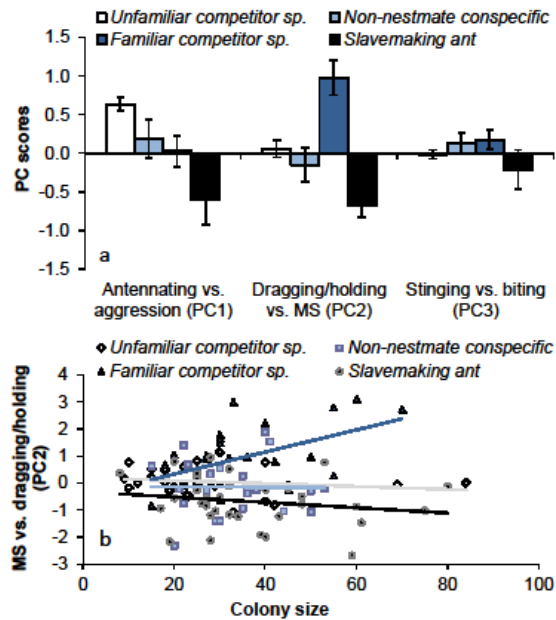 Unfamiliar competitor sp. Non-nestmate conspecific
Familiar competitor sp. Slavemaking ant
PC scores
1.5
1.0
0.5
0.0
-0.5
-1.0
-1.5
a
Antennating vs. aggression (PC1)
Dragging/holding vs. MS (PC2)
Stinging vs. biting (PC3)
Unfamiliar competitor sp. Non-nestmate conspecific
Familiar competitor sp. Slavemaking ant
MS vs. dragging/holding (PC2)
4
3
2
1
0
-1
-2
-3
b
0 20 40 60 80 100
Colony size